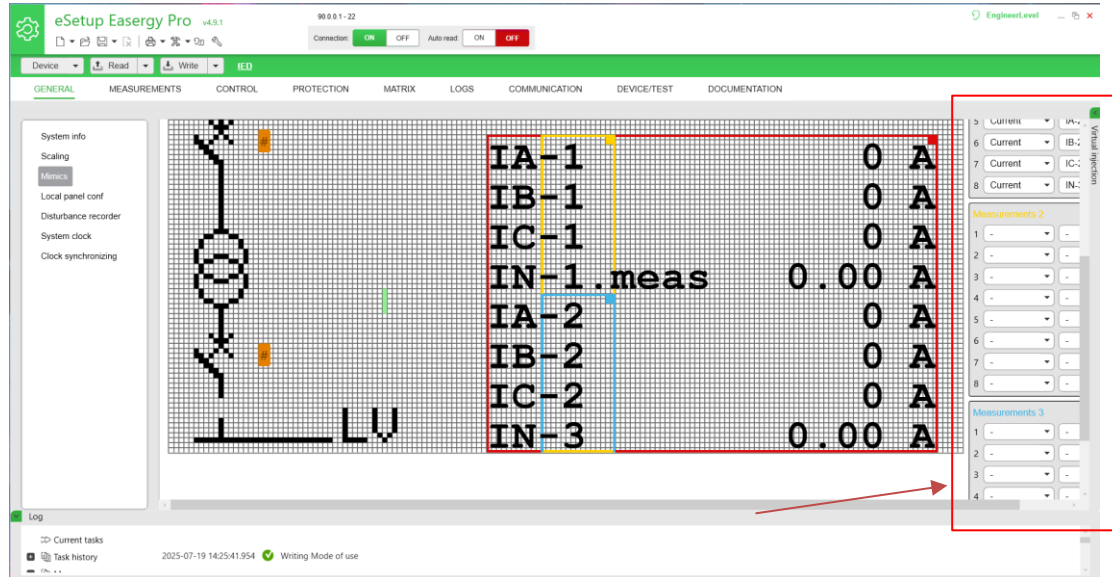 eSetup Easergy Pro v4.9.1
90.0.0.1 - 22
EngineerLevel
Connection: ON OFF Auto read: ON OFF
Device Read Write IED
GENERAL MEASUREMENTS CONTROL PROTECTION MATRIX LOGS COMMUNICATION DEVICE/TEST DOCUMENTATION
System info
Scaling
Mimics
Local panel conf
Disturbance recorder
System clock
Clock synchronizing
#
#
LV
IA-1 0 A
IB-1 0 A
IC-1 0 A
IN-1.meas 0.00 A
IA-2 0 A
IB-2 0 A
IC-2 0 A
IN-3 0.00 A
5 Current IA-2
6 Current IB-2
7 Current IC-2
8 Current IN-3
Measurements 2
1 - -
2 - -
3 - -
4 - -
5 - -
6 - -
7 - -
8 - -
Measurements 3
1 - -
2 - -
3 - -
4 - -
Virtual injection
Log
Current tasks
Task history
2025-07-19 14:25:41.954 Writing Mode of use